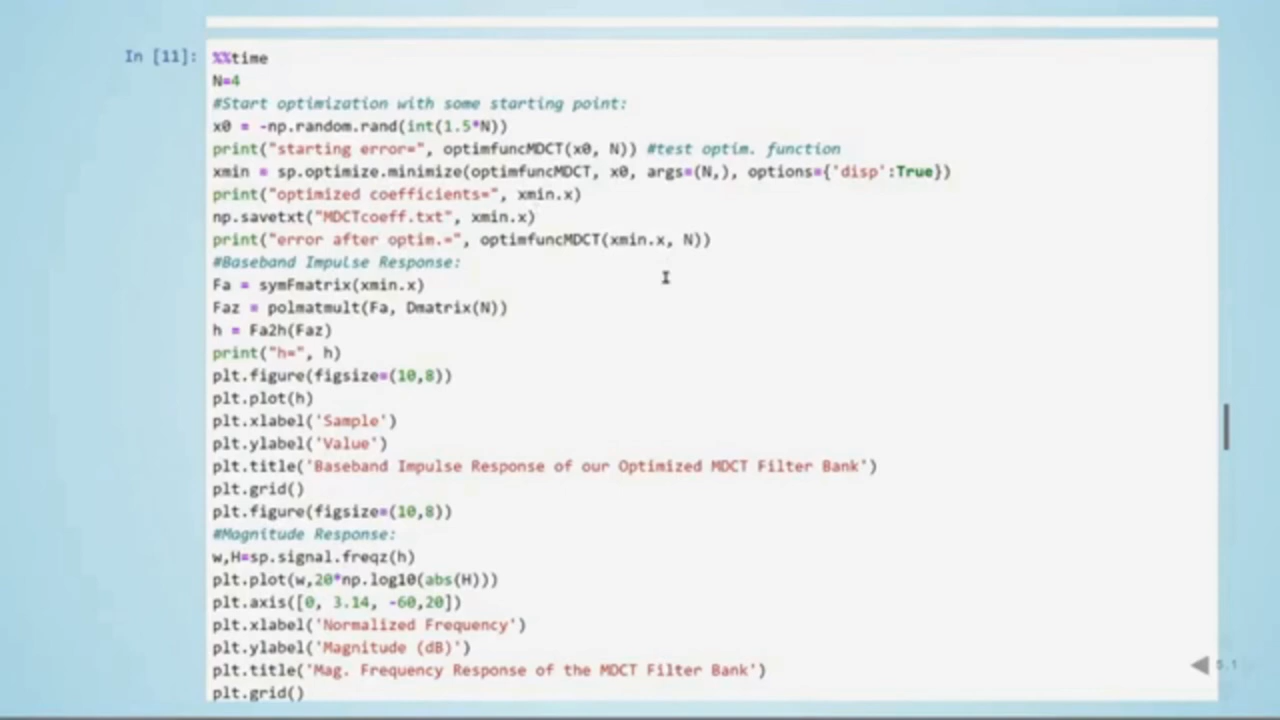 In [11]:
%%time
N=4
#Start optimization with some starting point:
x0 = -np.random.rand(int(1.5*N))
print("starting error=", optimfuncMDCT(x0, N)) #test optim. function
xmin = sp.optimize.minimize(optimfuncMDCT, x0, args=(N,), options={'disp':True})
print("optimized coefficients=", xmin.x)
np.savetxt("MDCTcoeff.txt", xmin.x)
print("error after optim.=", optimfuncMDCT(xmin.x, N))
#Baseband Impulse Response:
Fa = symFmatrix(xmin.x)
Faz = polmatmult(Fa, Dmatrix(N))
h = Fa2h(Faz)
print("h=", h)
plt.figure(figsize=(10,8))
plt.plot(h)
plt.xlabel('Sample')
plt.ylabel('Value')
plt.title('Baseband Impulse Response of our Optimized MDCT Filter Bank')
plt.grid()
plt.figure(figsize=(10,8))
#Magnitude Response:
w,H=sp.signal.freqz(h)
plt.plot(w,20*np.log10(abs(H)))
plt.axis([0, 3.14, -60,20])
plt.xlabel('Normalized Frequency')
plt.ylabel('Magnitude (dB)')
plt.title('Mag. Frequency Response of the MDCT Filter Bank')
plt.grid()
5.1